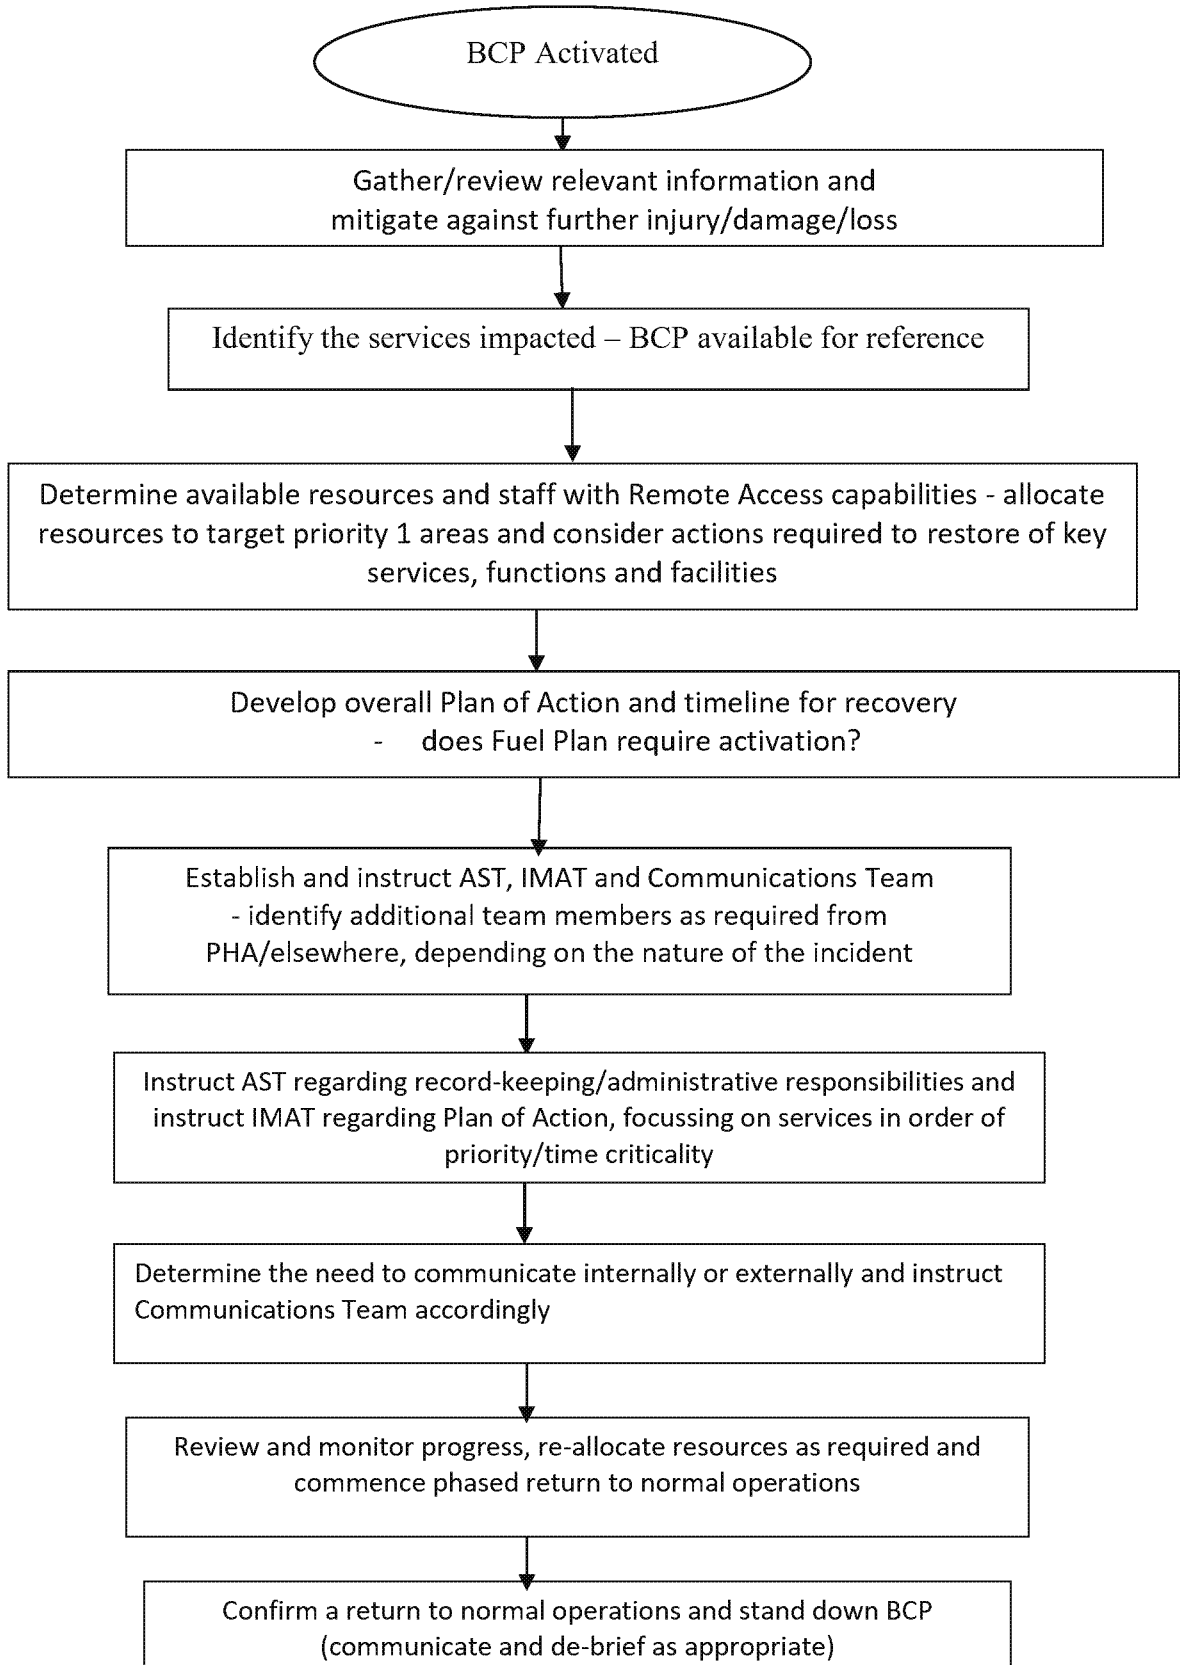 BCP Activated
Gather/review relevant information and
mitigate against further injury/damage/loss
Identify the services impacted – BCP available for reference
Determine available resources and staff with Remote Access capabilities - allocate
resources to target priority 1 areas and consider actions required to restore of key
services, functions and facilities
Develop overall Plan of Action and timeline for recovery
- does Fuel Plan require activation?
Establish and instruct AST, IMAT and Communications Team
- identify additional team members as required from
PHA/elsewhere, depending on the nature of the incident
Instruct AST regarding record-keeping/administrative responsibilities and
instruct IMAT regarding Plan of Action, focussing on services in order of
priority/time criticality
Determine the need to communicate internally or externally and instruct
Communications Team accordingly
Review and monitor progress, re-allocate resources as required and
commence phased return to normal operations
Confirm a return to normal operations and stand down BCP
(communicate and de-brief as appropriate)